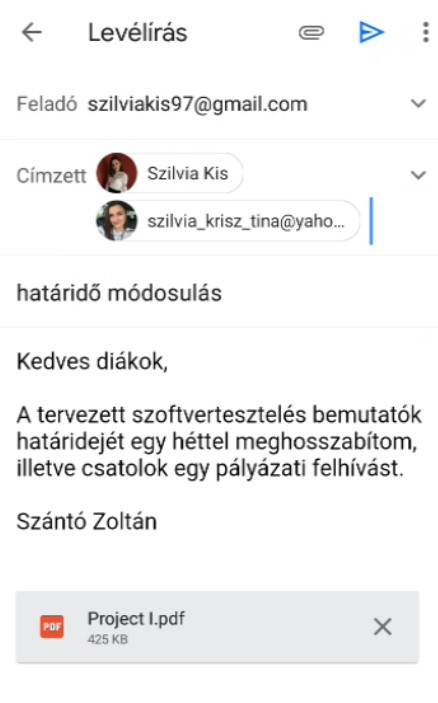 Levélírás
Feladó szilviakis97@gmail.com
Címzett Szilvia Kis
szilvia_krisz_tina@yaho...
határidő módosulás
Kedves diákok,
A tervezett szoftvertesztelés bemutatók
határidejét egy héttel meghosszabítom,
illetve csatolok egy pályázati felhívást.
Szántó Zoltán
PDF Project I.pdf
425 KB